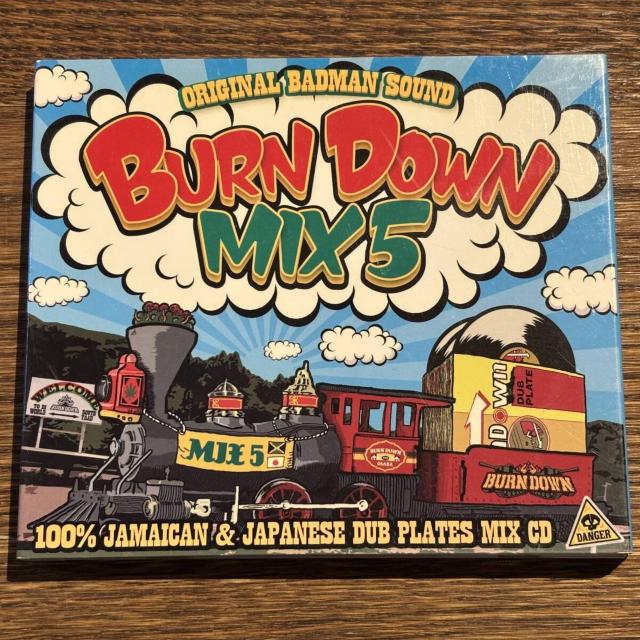 ORIGINAL BADMAN SOUND
BURN DOWN
MIX 5
WELCOME
MIX 5
BURN DOWN
OSAKA
DUB PLATE
BURN DOWN
100% JAMAICAN & JAPANESE DUB PLATES MIX CD
DANGER